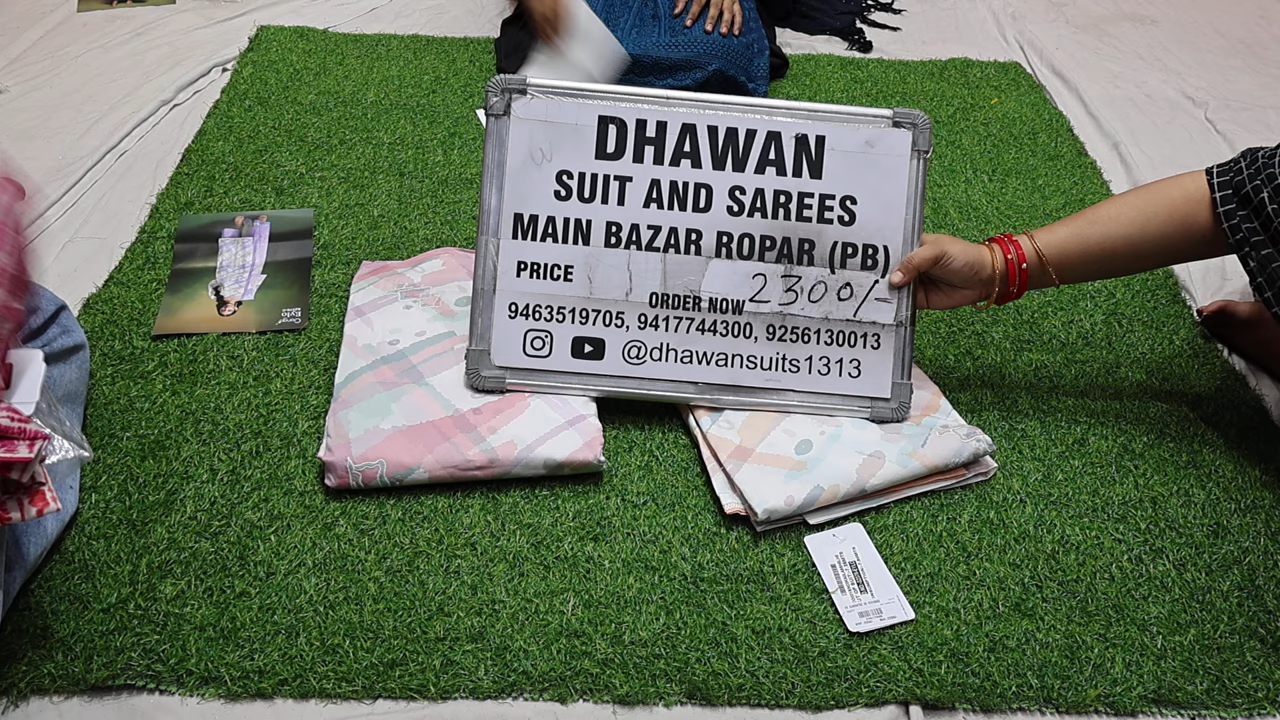 DHAWAN
SUIT AND SAREES
MAIN BAZAR ROPAR (PB)
PRICE
2300/-
ORDER NOW
9463519705, 9417744300, 9256130013
@dhawansuits1313